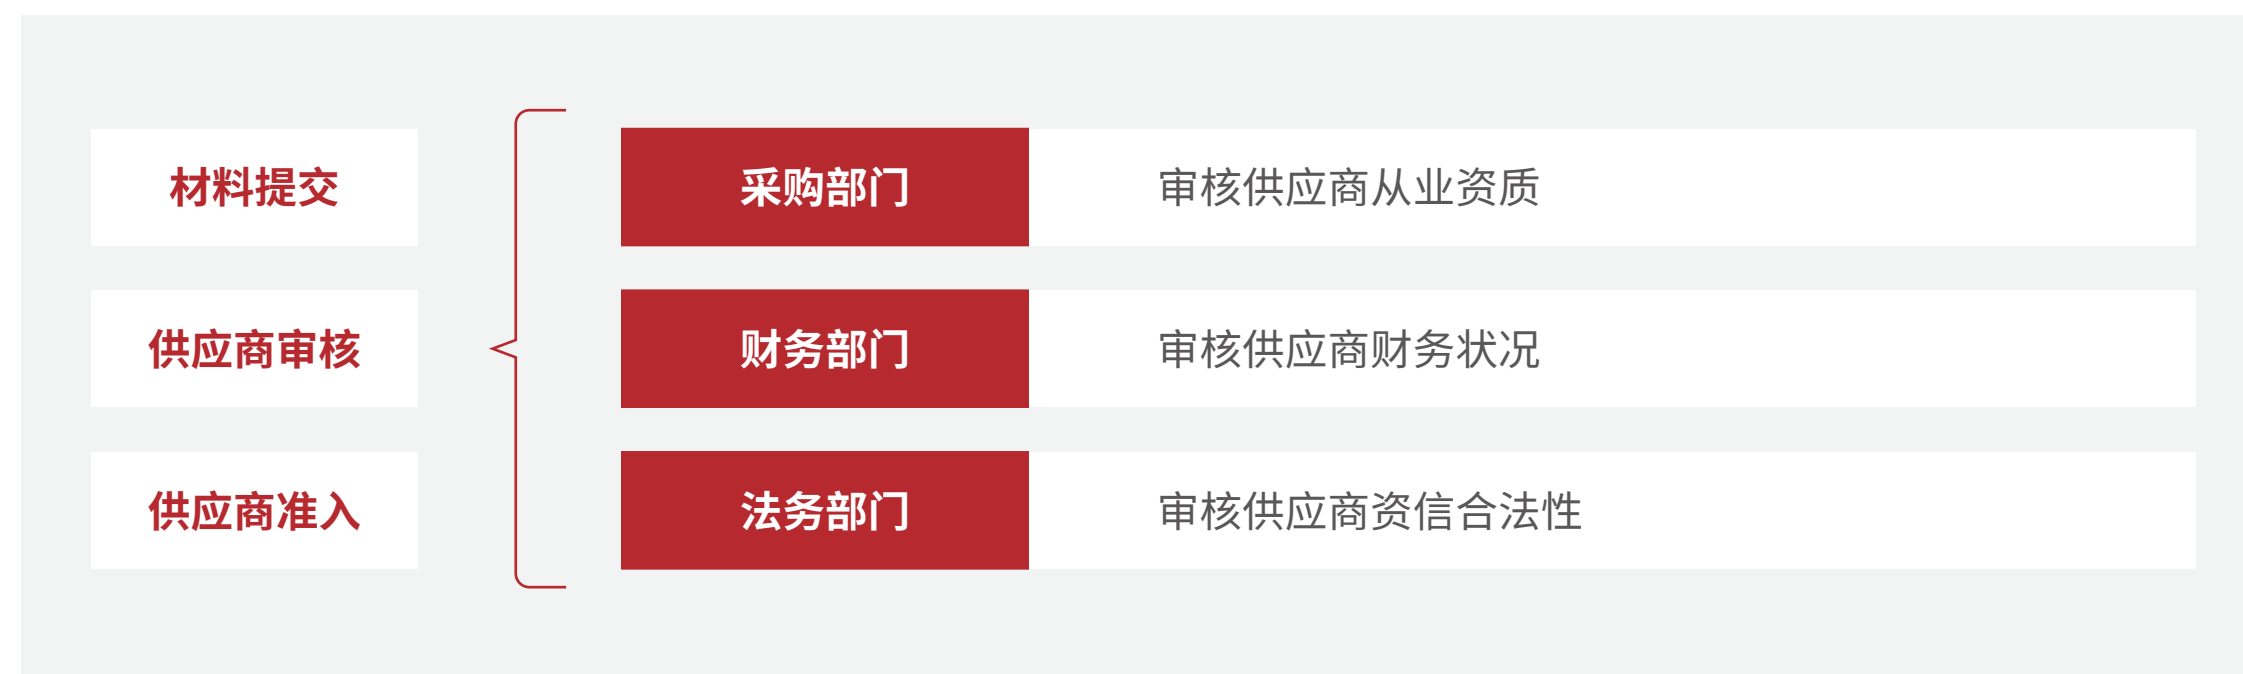 材料提交
采购部门
审核供应商从业资质
供应商审核
财务部门
审核供应商财务状况
供应商准入
法务部门
审核供应商资信合法性